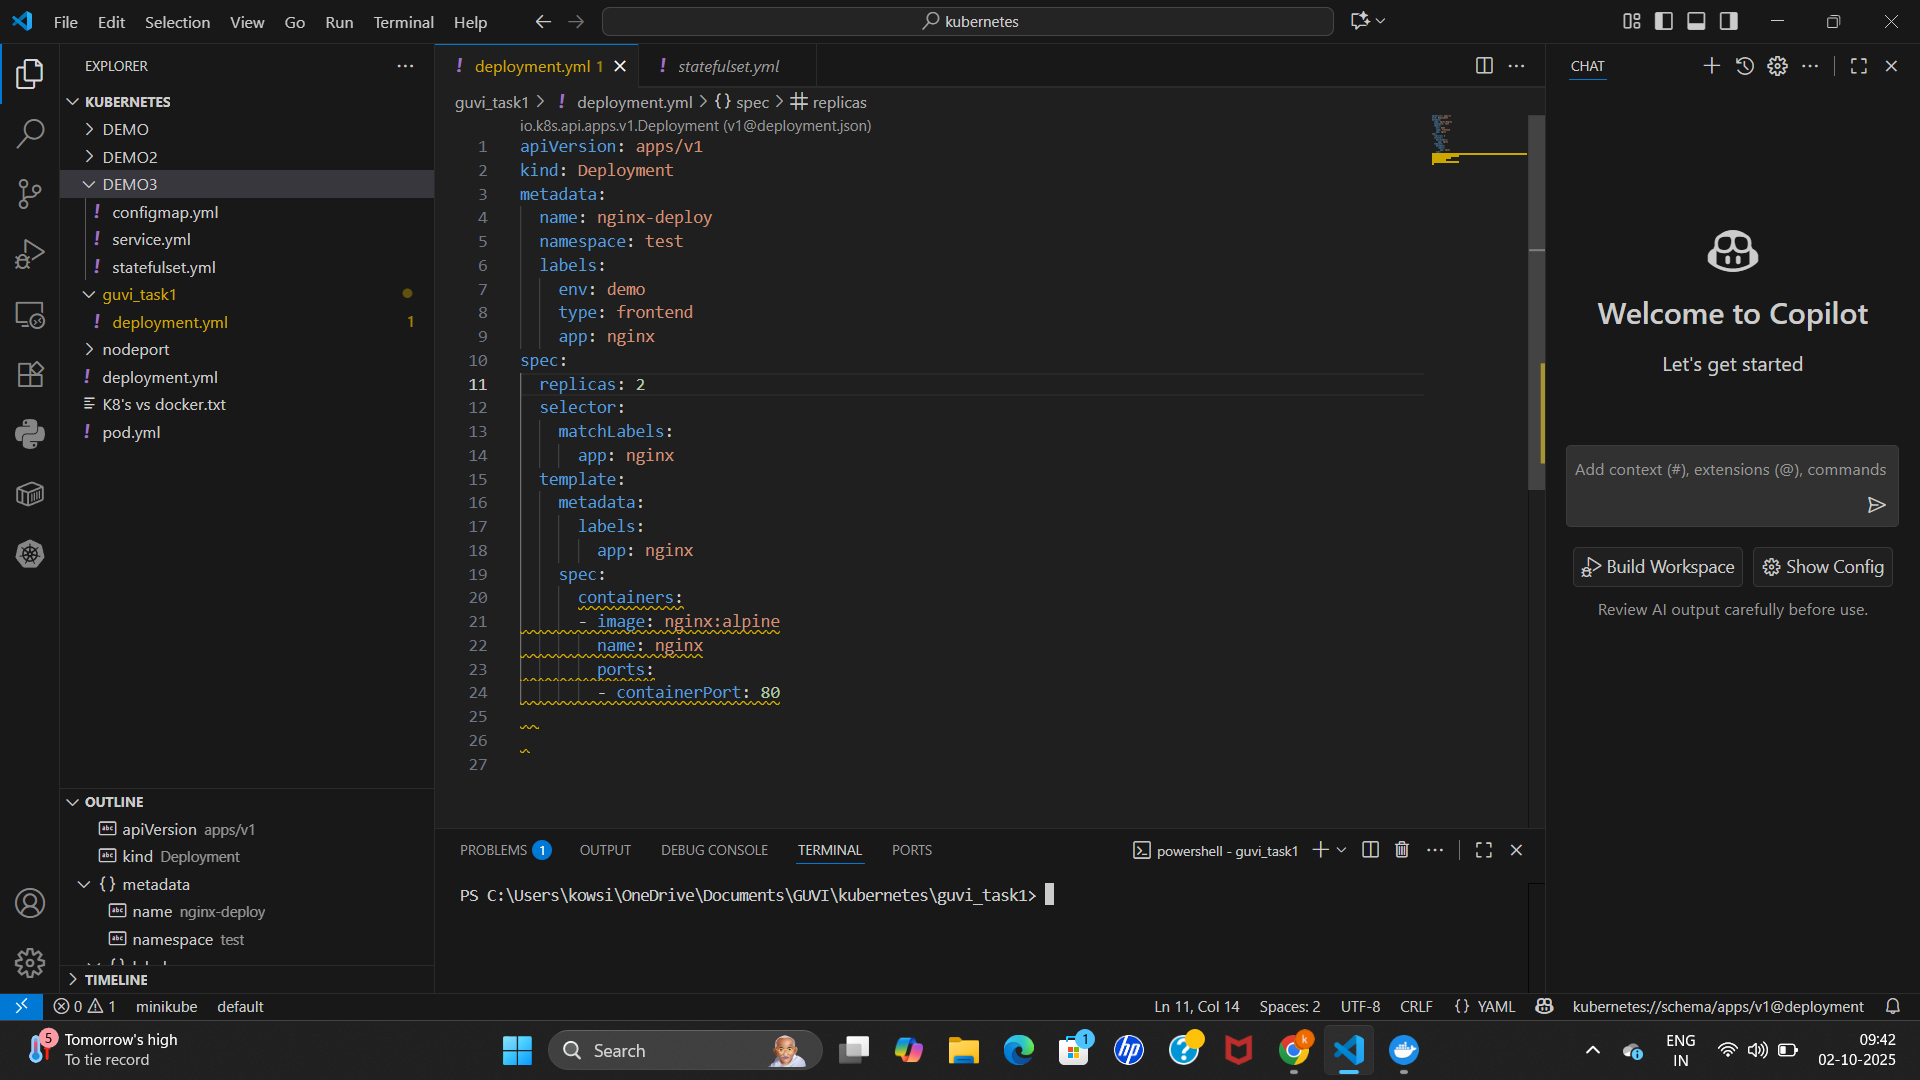 File Edit Selection View Go Run Terminal Help
kubernetes
EXPLORER
KUBERNETES
DEMO
DEMO2
DEMO3
configmap.yml
service.yml
statefulset.yml
guvi_task1
deployment.yml 1
nodeport
deployment.yml
K8's vs docker.txt
pod.yml
OUTLINE
apiVersion apps/v1
kind Deployment
{} metadata
name nginx-deploy
namespace test
TIMELINE
deployment.yml 1
statefulset.yml
guvi_task1 > ! deployment.yml > {} spec > # replicas
io.k8s.api.apps.v1.Deployment (v1@deployment.json)
1 apiVersion: apps/v1
2 kind: Deployment
3 metadata:
4   name: nginx-deploy
5   namespace: test
6   labels:
7     env: demo
8     type: frontend
9     app: nginx
10 spec:
11   replicas: 2
12   selector:
13     matchLabels:
14       app: nginx
15   template:
16     metadata:
17       labels:
18         app: nginx
19     spec:
20       containers:
21       - image: nginx:alpine
22         name: nginx
23         ports:
24         - containerPort: 80
25
26
27
PROBLEMS 1 OUTPUT DEBUG CONSOLE TERMINAL PORTS
powershell - guvi_task1
PS C:\Users\kowsi\OneDrive\Documents\GUVI\kubernetes\guvi_task1>
CHAT
Welcome to Copilot
Let's get started
Add context (#), extensions (@), commands
Build Workspace Show Config
Review AI output carefully before use.
0 1 minikube default
Ln 11, Col 14 Spaces: 2 UTF-8 CRLF {} YAML kubernetes://schema/apps/v1@deployment
5
Tomorrow's high
To tie record
Search
1
hp
k
ENG
IN
09:42
02-10-2025